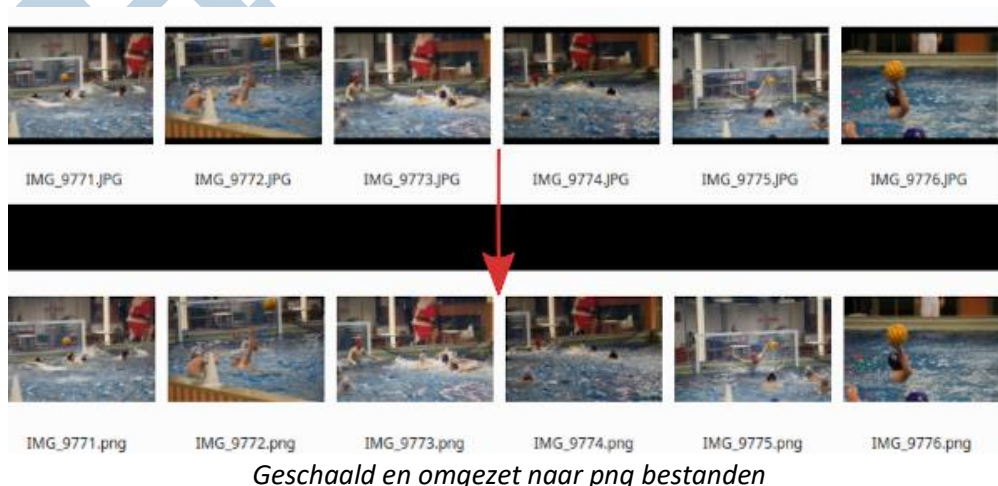 IMG_9771.JPG IMG_9772.JPG IMG_9773.JPG IMG_9774.JPG IMG_9775.JPG IMG_9776.JPG
IMG_9771.png IMG_9772.png IMG_9773.png IMG_9774.png IMG_9775.png IMG_9776.png
Geschaald en omgezet naar png bestanden